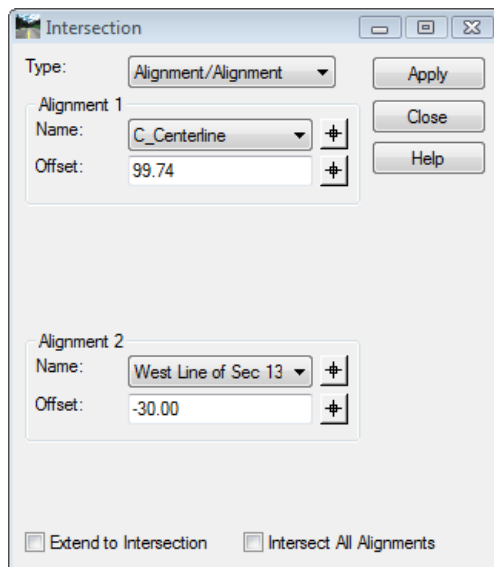 Intersection
Type:
Alignment/Alignment
Apply
Alignment 1
Name:
C_Centerline
Close
Offset:
99.74
Help
Alignment 2
Name:
West Line of Sec 13
Offset:
-30.00
Extend to Intersection
Intersect All Alignments